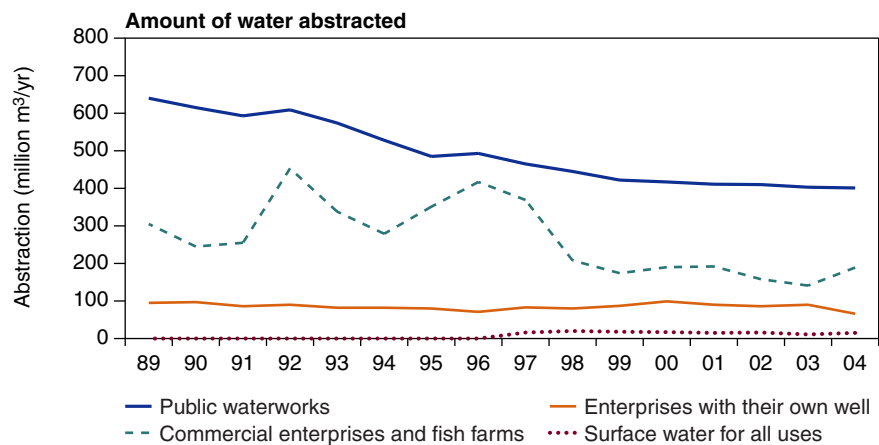 Amount of water abstracted
800
700
600
500
400
300
200
100
0
Abstraction (million m³/yr)
89 90 91 92 93 94 95 96 97 98 99 00 01 02 03 04
Public waterworks
Enterprises with their own well
Commercial enterprises and fish farms
Surface water for all uses